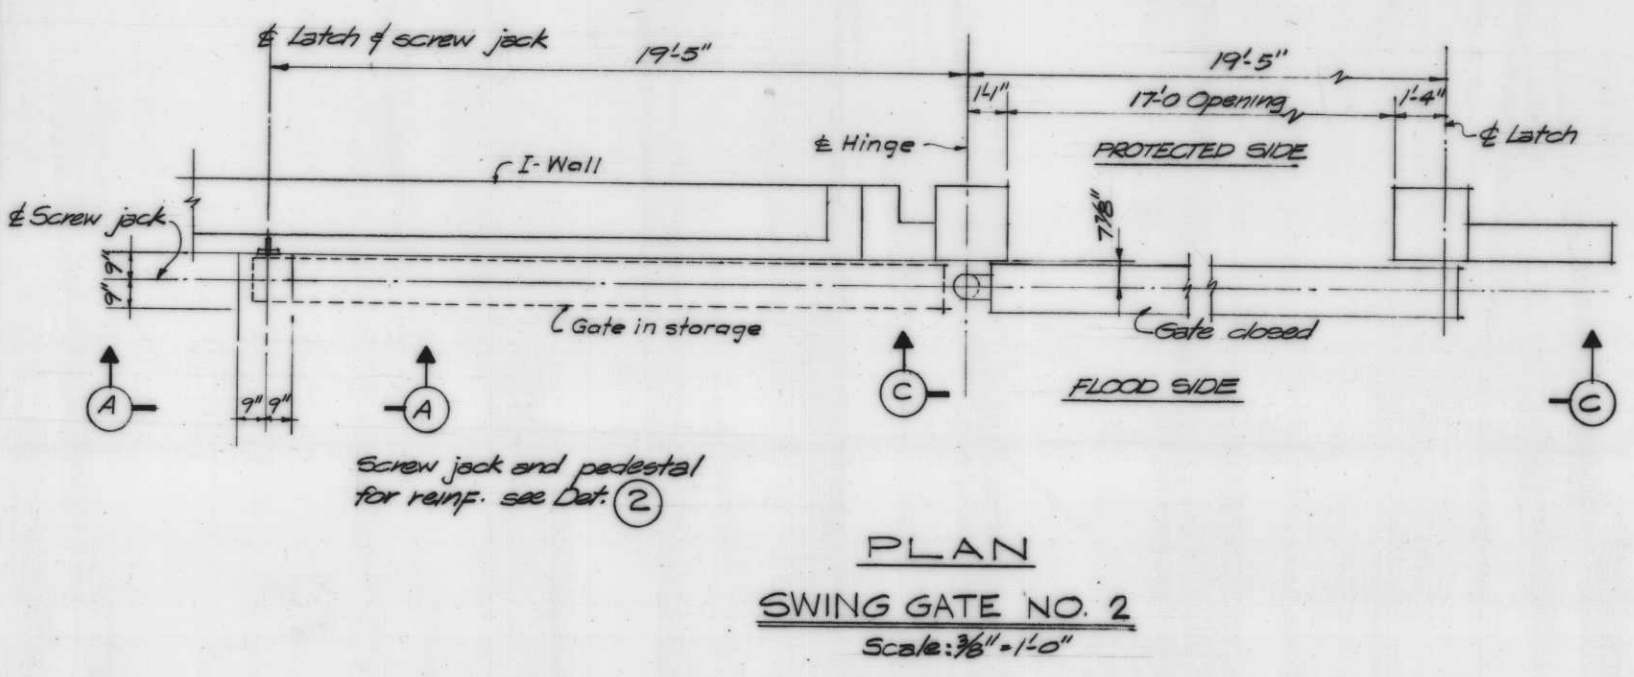 ℄ Latch & screw jack
19'-5"
19'-5"
1'-1"
17'-0 Opening
1'-4"
℄ Hinge
℄ Latch
PROTECTED SIDE
I-Wall
℄ Screw jack
7⅞"
9"
9"
Gate in storage
Gate closed
FLOOD SIDE
A
9" 9"
A
C
C
Screw jack and pedestal
for reinf. see Det. 2
PLAN
SWING GATE NO. 2
Scale: ⅜" = 1'-0"